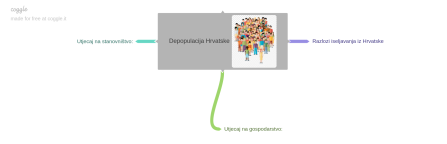 coggle
made for free at coggle.it
Depopulacija Hrvatske
Utjecaj na stanovništvo:
Razlozi iseljavanja iz Hrvatske
Utjecaj na gospodarstvo: